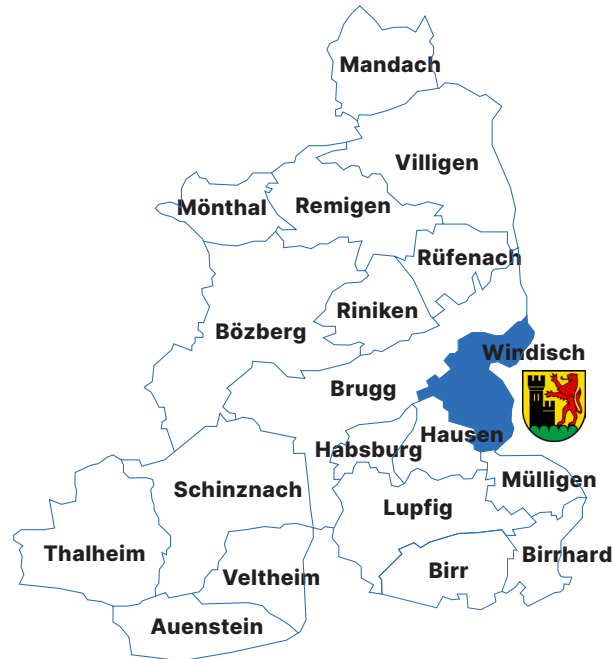 Mandach
Villigen
Mönthal
Remigen
Rüfenach
Riniken
Bözberg
Windisch
Brugg
Hausen
Habsburg
Mülligen
Schinznach
Lupfig
Thalheim
Birrhard
Birr
Veltheim
Auenstein